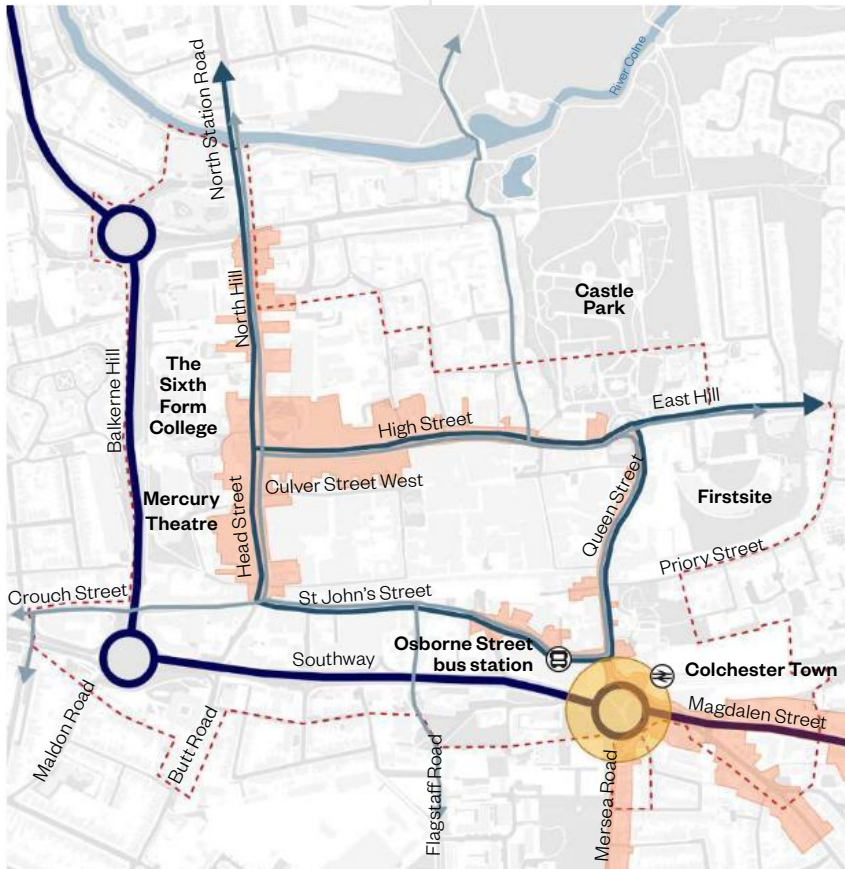 North Station Road
River Colne
North Hill
Castle
Park
Balkerne Hill
The
Sixth
Form
College
East Hill
High Street
Culver Street West
Head Street
Mercury
Theatre
Queen Street
Firstsite
Priory Street
Crouch Street
St John's Street
Osborne Street
bus station
Southway
Colchester Town
Magdalen Street
Maldon Road
Butt Road
Flagstaff Road
Mersea Road